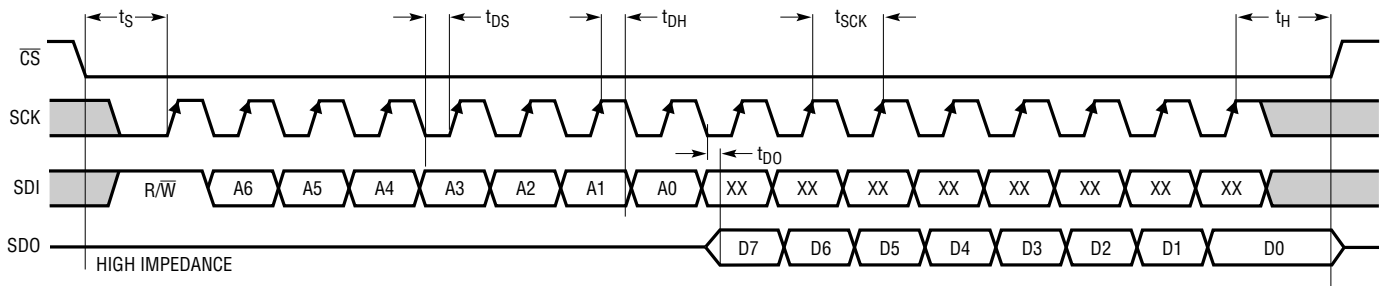 tS tDS tDH tSCK tH
CS
SCK
tDO
SDI R/W A6 A5 A4 A3 A2 A1 A0 XX XX XX XX XX XX XX XX
SDO D7 D6 D5 D4 D3 D2 D1 D0
HIGH IMPEDANCE